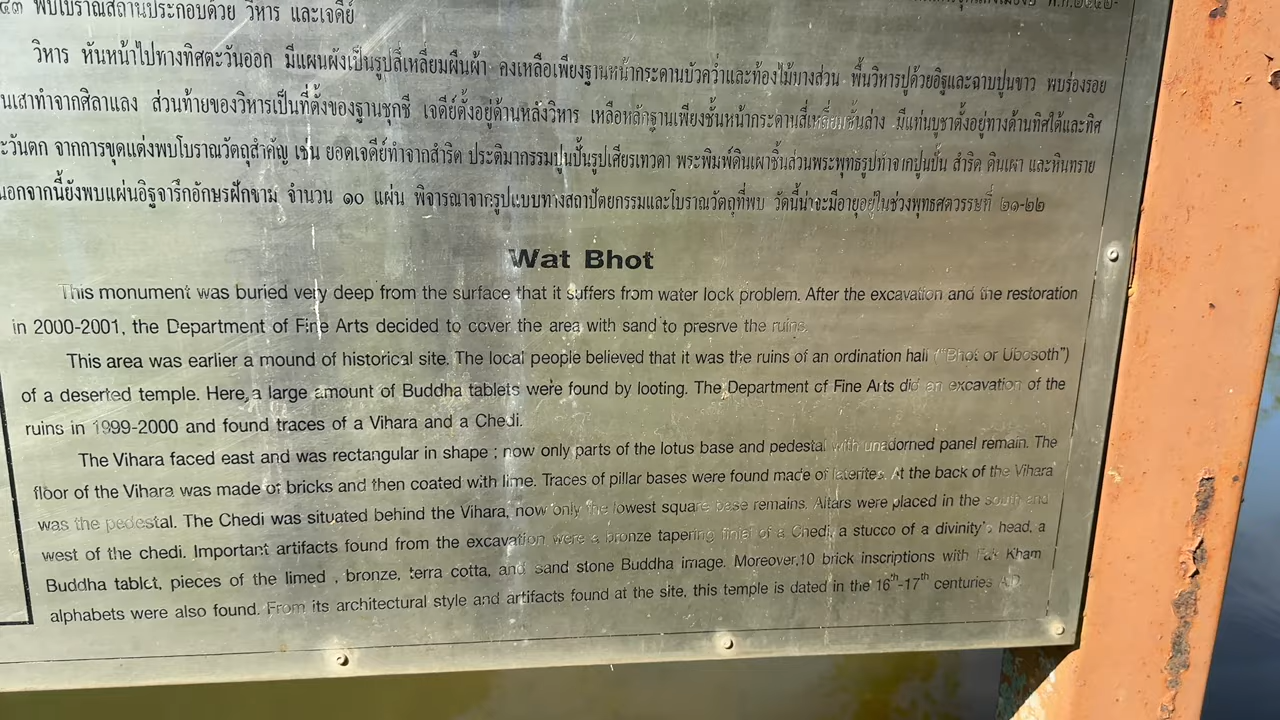 ๔๓ พบโบราณสถานประกอบด้วย วิหาร และเจดีย์
วิหาร หันหน้าไปทางทิศตะวันออก มีแผนผังเป็นรูปสี่เหลี่ยมผืนผ้า คงเหลือเพียงฐานหน้ากระดานบัวคว่ำและท้องไม้บางส่วน พื้นวิหารปูด้วยอิฐและฉาบปูนขาว พบร่องรอย
นเสาทำจากศิลาแลง ส่วนท้ายของวิหารเป็นที่ตั้งของฐานชุกชี เจดีย์ตั้งอยู่ด้านหลังวิหาร เหลือหลักฐานเพียงชั้นหน้ากระดานสี่เหลี่ยมชั้นล่าง มีแท่นบูชาตั้งอยู่ทางด้านทิศใต้และทิศ
ะวันตก จากการขุดแต่งพบโบราณวัตถุสำคัญ เช่น ยอดเจดีย์ทำจากสำริด ประติมากรรมปูนปั้นรูปเศียรเทวดา พระพิมพ์ดินเผาชิ้นส่วนพระพุทธรูปทำจากปูนปั้น สำริด ดินเผา และหินทราย
นอกจากนี้ยังพบแผ่นอิฐจารึกอักษรฝักขาม จำนวน ๑๐ แผ่น พิจารณาจากรูปแบบทางสถาปัตยกรรมและโบราณวัตถุที่พบ วัดนี้น่าจะมีอายุอยู่ในช่วงพุทธศตวรรษที่ ๒๑-๒๒
Wat Bhot
This monument was buried very deep from the surface that it suffers from water lock problem. After the excavation and the restoration
in 2000-2001, the Department of Fine Arts decided to cover the area with sand to presrve the ruins.
This area was earlier a mound of historical site. The local people believed that it was the ruins of an ordination hall ("Bhot or Ubosoth")
of a deserted temple. Here, a large amount of Buddha tablets were found by looting. The Department of Fine Arts did an excavation of the
ruins in 1999-2000 and found traces of a Vihara and a Chedi.
The Vihara faced east and was rectangular in shape ; now only parts of the lotus base and pedestal with unadorned panel remain. The
floor of the Vihara was made of bricks and then coated with lime. Traces of pillar bases were found made of laterites. At the back of the Vihara
was the pedestal. The Chedi was situated behind the Vihara, now only the lowest square base remains. Altars were placed in the south and
west of the chedi. Important artifacts found from the excavation were a bronze tapering finial of a Chedi, a stucco of a divinity's head, a
Buddha tablet, pieces of the limed , bronze, terra cotta, and sand stone Buddha image. Moreover,10 brick inscriptions with Fak Kham
alphabets were also found. From its architectural style and artifacts found at the site, this temple is dated in the 16th-17th centuries A.D.